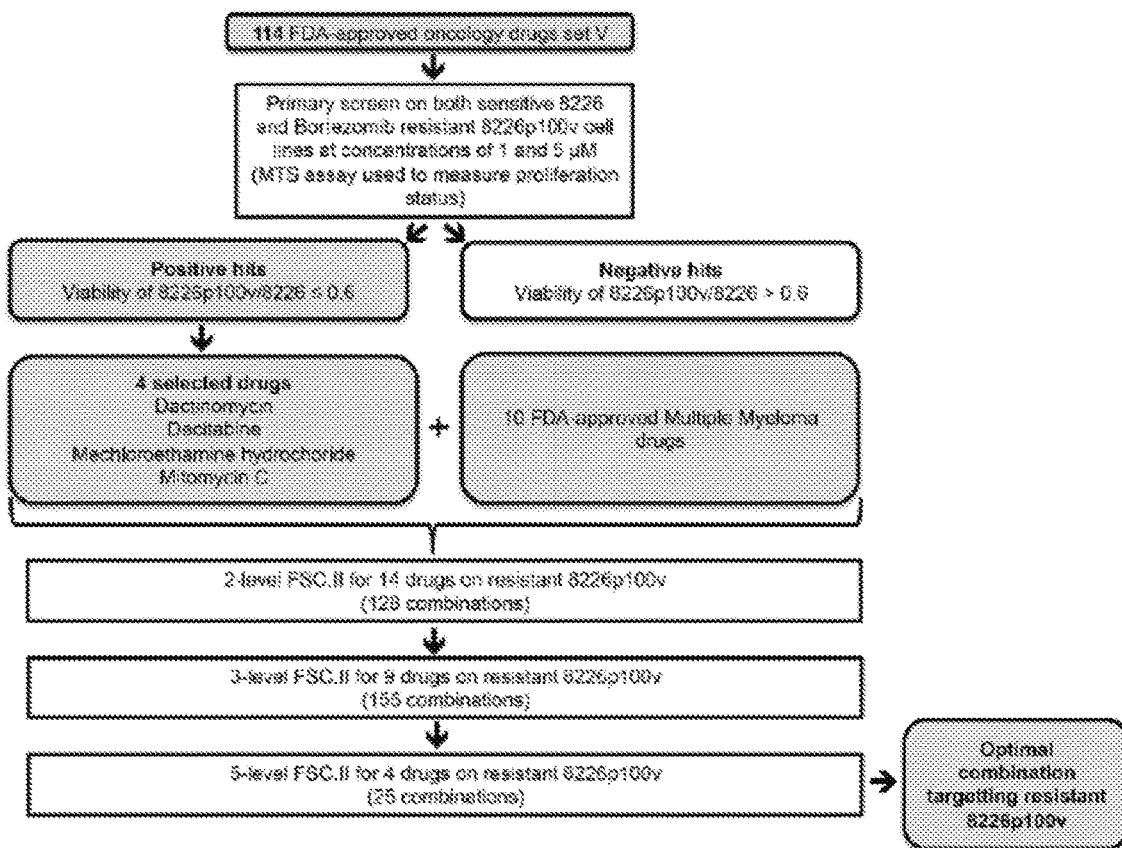 114 FDA-approved oncology drugs set V
Primary screen on both sensitive 8226
and Bortezomib resistant 8226p100v cell
lines at concentrations of 1 and 5 µM
(MTS assay used to measure proliferation
status)
Positive hits
Viability of 8226p100v/8226 ≤ 0.6
Negative hits
Viability of 8226p100v/8226 > 0.6
4 selected drugs
Dactinomycin
Dacitabine
Mechloroethamine hydrochoride
Mitomycin C
+
10 FDA-approved Multiple Myeloma
drugs
2-level FSC.II for 14 drugs on resistant 8226p100v
(128 combinations)
3-level FSC.II for 9 drugs on resistant 8226p100v
(155 combinations)
5-level FSC.II for 4 drugs on resistant 8226p100v
(25 combinations)
Optimal
combination
targetting resistant
8226p100v